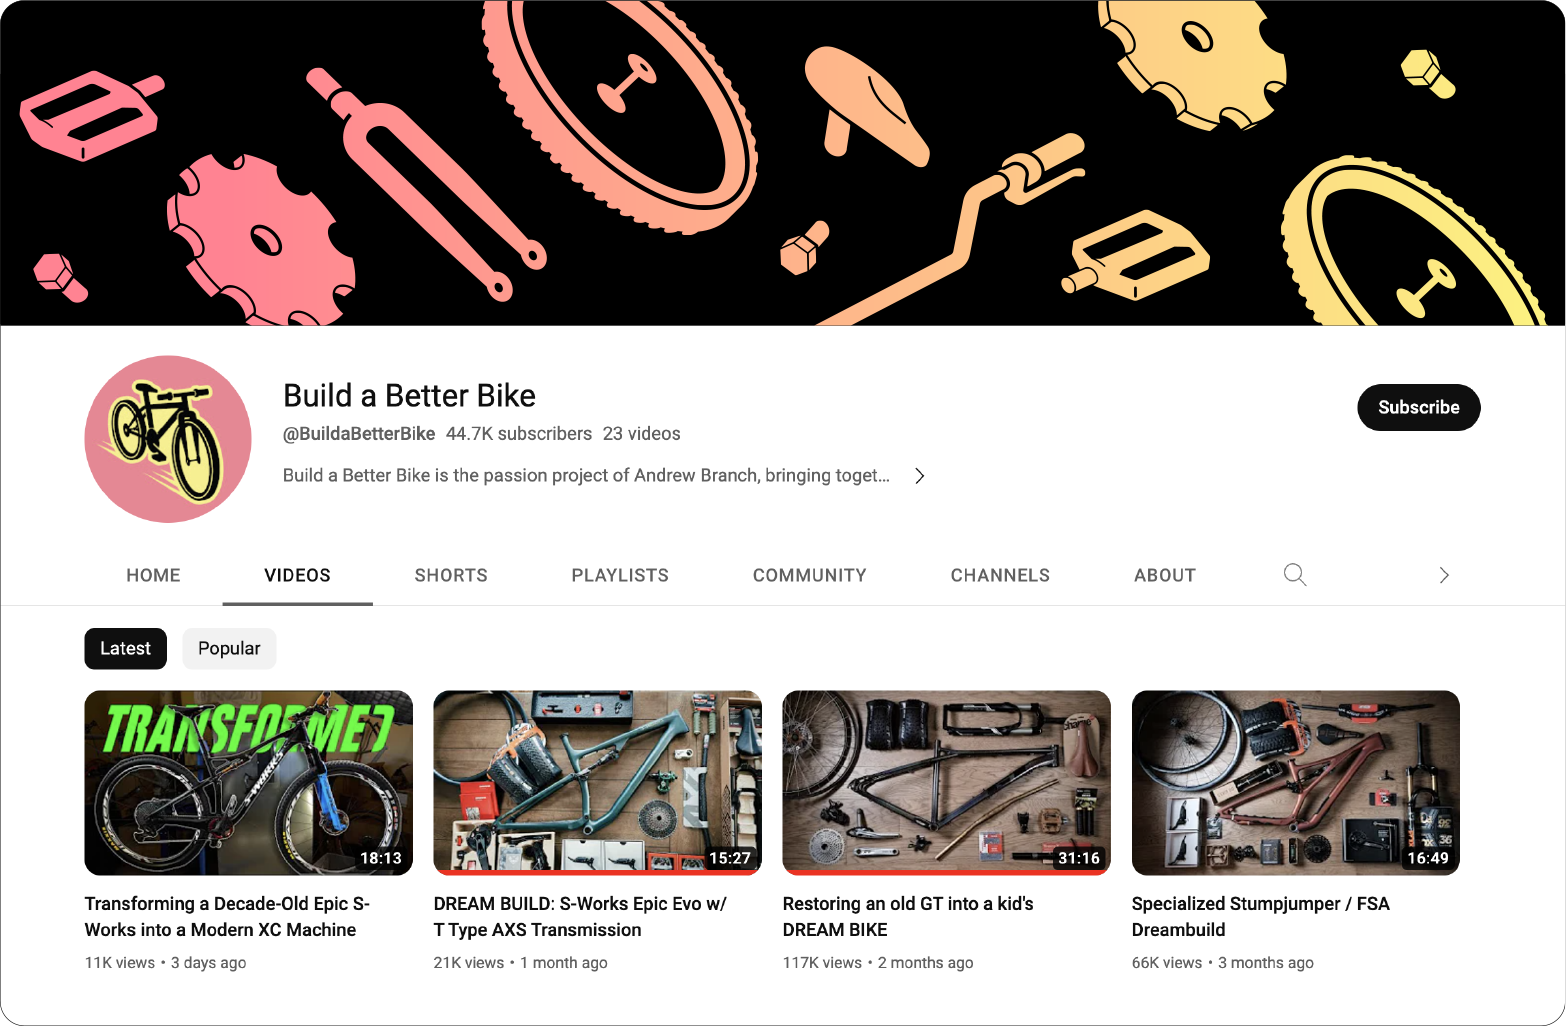 Build a Better Bike
Subscribe
@BuildaBetterBike 44.7K subscribers 23 videos
Build a Better Bike is the passion project of Andrew Branch, bringing toget...
HOME VIDEOS SHORTS PLAYLISTS COMMUNITY CHANNELS ABOUT
Latest Popular
TRANSFORMED
S-WORKS
18:13
15:27
31:16
16:49
Transforming a Decade-Old Epic S-
Works into a Modern XC Machine
11K views • 3 days ago
DREAM BUILD: S-Works Epic Evo w/
T Type AXS Transmission
21K views • 1 month ago
Restoring an old GT into a kid's
DREAM BIKE
117K views • 2 months ago
Specialized Stumpjumper / FSA
Dreambuild
66K views • 3 months ago